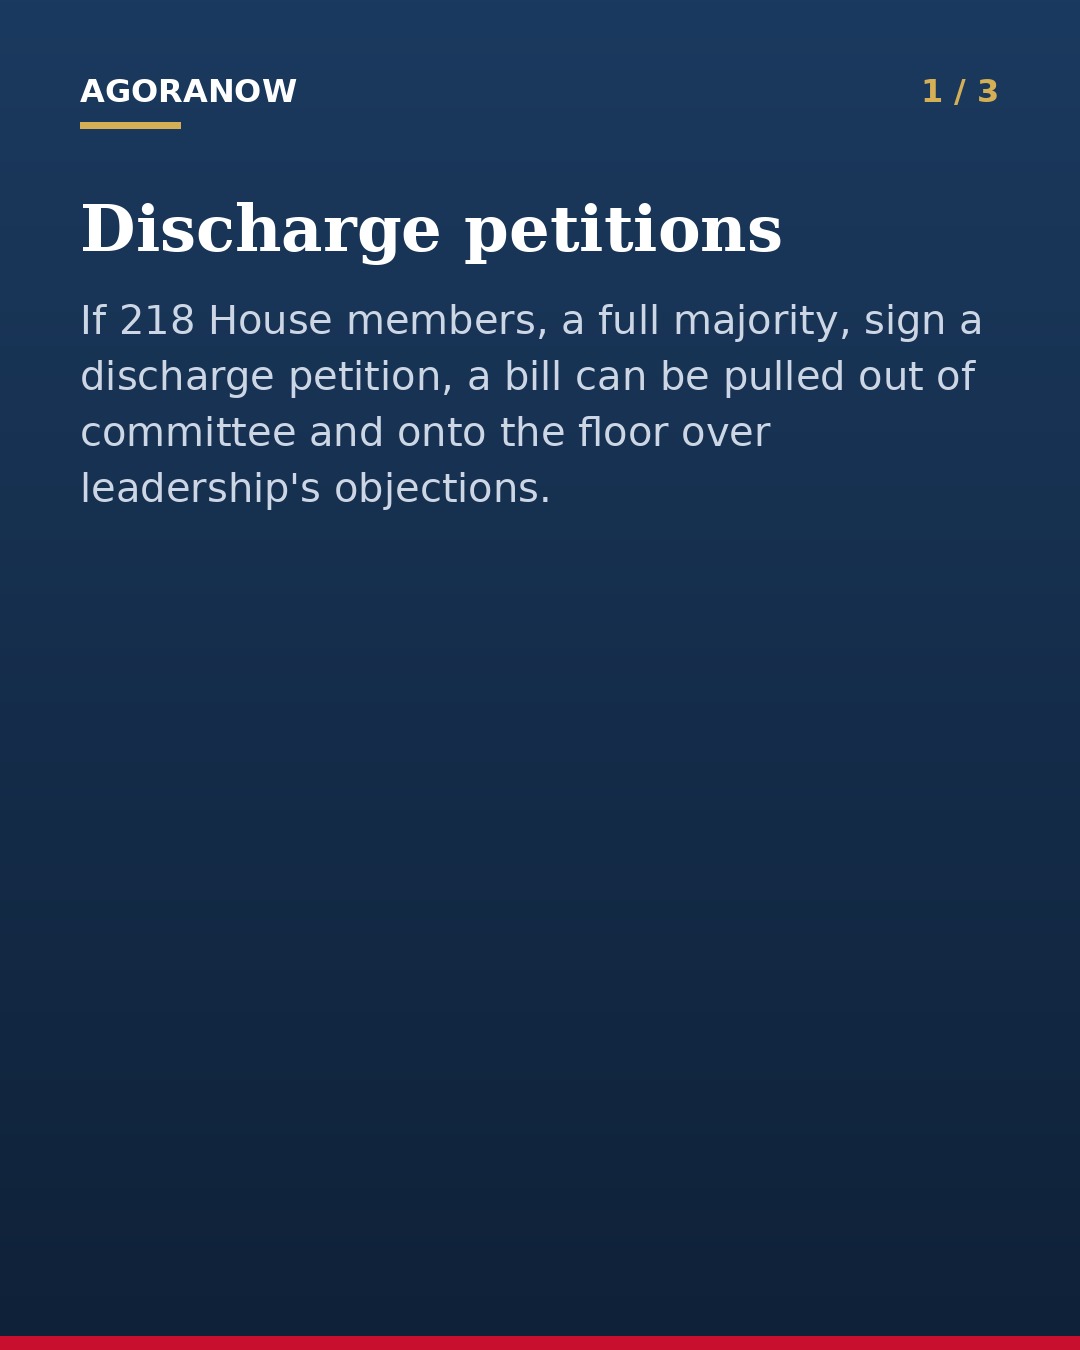 AGORANOW
1 / 3
Discharge petitions
If 218 House members, a full majority, sign a
discharge petition, a bill can be pulled out of
committee and onto the floor over
leadership's objections.